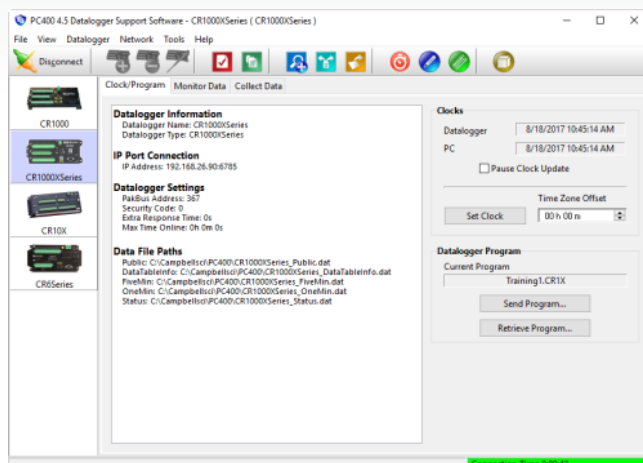 PC400 4.5 Datalogger Support Software - CR1000XSeries ( CR1000XSeries )
File View Datalogger Network Tools Help
Disconnect
Clock/Program Monitor Data Collect Data
CR1000
CR1000XSeries
CR10X
CR6Series
Datalogger Information
Datalogger Name: CR1000XSeries
Datalogger Type: CR1000XSeries
IP Port Connection
IP Address: 192.168.26.90:6785
Datalogger Settings
PakBus Address: 367
Security Code: 0
Extra Response Time: 0s
Max Time Online: 0h 0m 0s
Data File Paths
Public: C:\Campbellsci\PC400\CR1000XSeries_Public.dat
DataTableInfo: C:\Campbellsci\PC400\CR1000XSeries_DataTableInfo.dat
FiveMin: C:\Campbellsci\PC400\CR1000XSeries_FiveMin.dat
OneMin: C:\Campbellsci\PC400\CR1000XSeries_OneMin.dat
Status: C:\Campbellsci\PC400\CR1000XSeries_Status.dat
Clocks
Datalogger 8/18/2017 10:45:14 AM
PC 8/18/2017 10:45:14 AM
Pause Clock Update
Time Zone Offset
Set Clock 00 h 00 m
Datalogger Program
Current Program
Training1.CR1X
Send Program...
Retrieve Program...